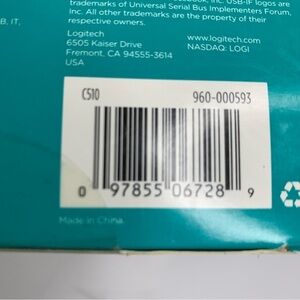 trademarks of Universal Serial Bus Implementers Forum,
Inc. All other trademarks are the property of their
respective owners.
B, IT,
Logitech
6505 Kaiser Drive
Fremont, CA 94555-3614
USA
www.logitech.com
NASDAQ: LOGI
C510
960-000593
0 97855 06728 9
Made in China